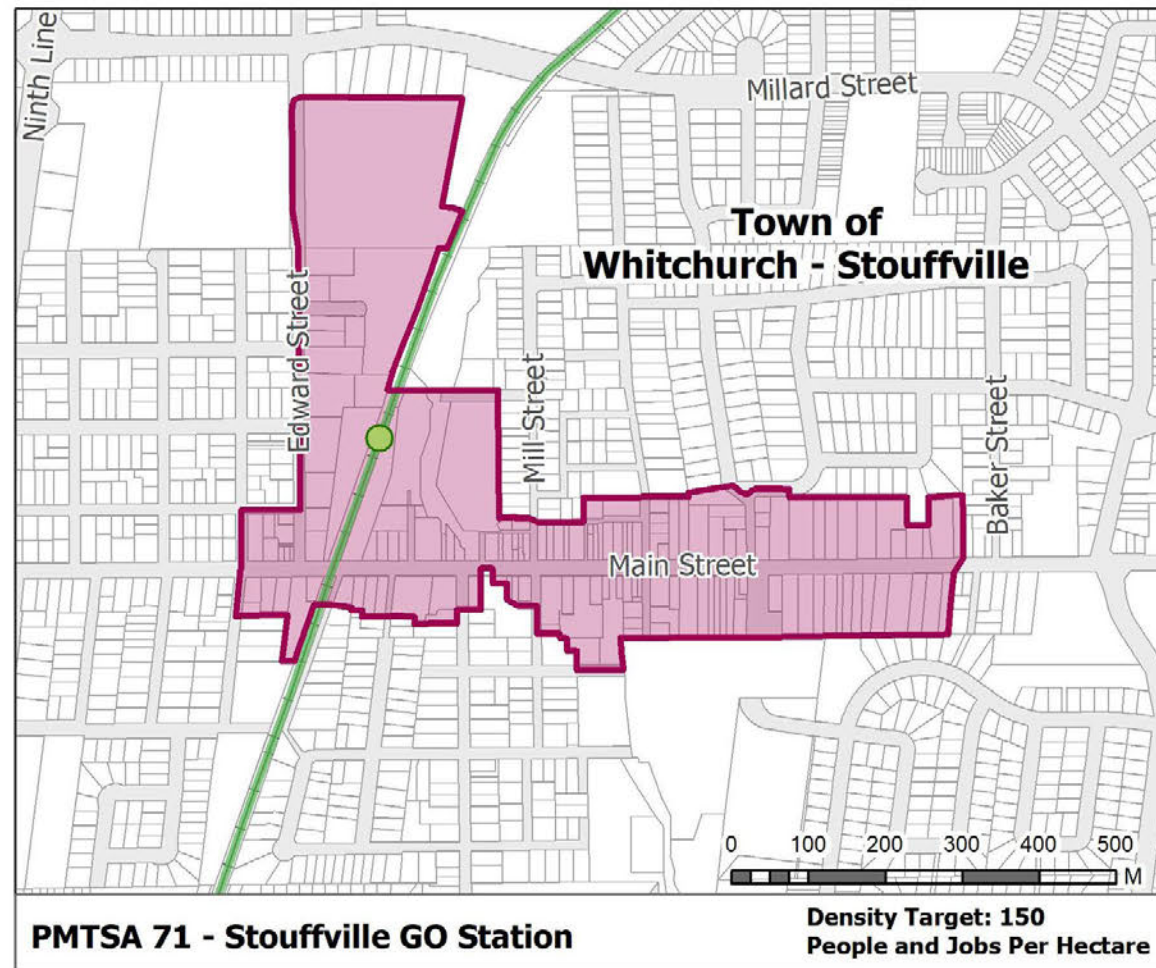 Ninth Line
Millard Street
Town of
Whitchurch - Stouffville
Edward Street
Mill Street
Baker Street
Main Street
0 100 200 300 400 500
M
PMTSA 71 - Stouffville GO Station
Density Target: 150
People and Jobs Per Hectare